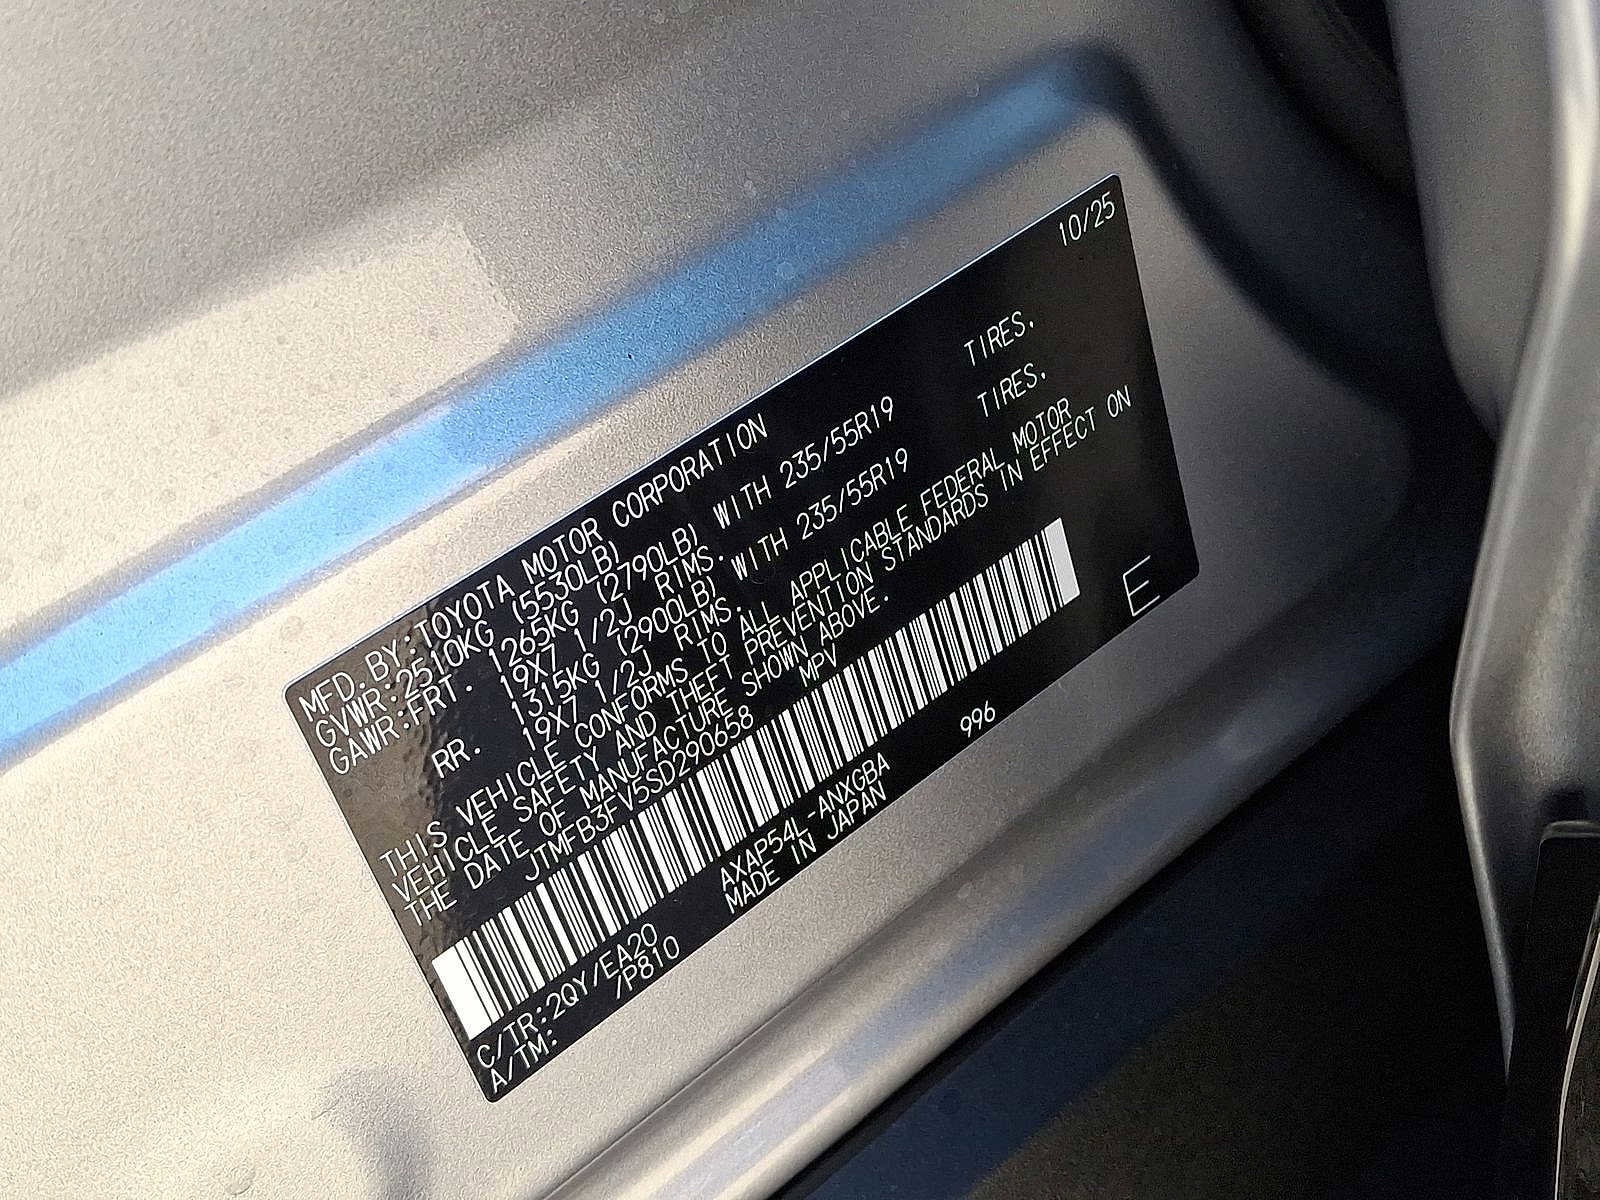 10/25
MFD. BY:TOYOTA MOTOR CORPORATION
GVWR:2510KG (5530LB)
GAWR:FRT. 1265KG (2790LB) WITH 235/55R19 TIRES,
19X7 1/2J RIMS.
RR. 1315KG (2900LB) WITH 235/55R19 TIRES,
19X7 1/2J RIMS.
THIS VEHICLE CONFORMS TO ALL APPLICABLE FEDERAL MOTOR
VEHICLE SAFETY AND THEFT PREVENTION STANDARDS IN EFFECT ON
THE DATE OF MANUFACTURE SHOWN ABOVE.
JTMFB3FV5SD290658 MPV
E
C/TR:2QY/EA20 AXAP54L-ANXGBA 996
A/TM: /P810 MADE IN JAPAN